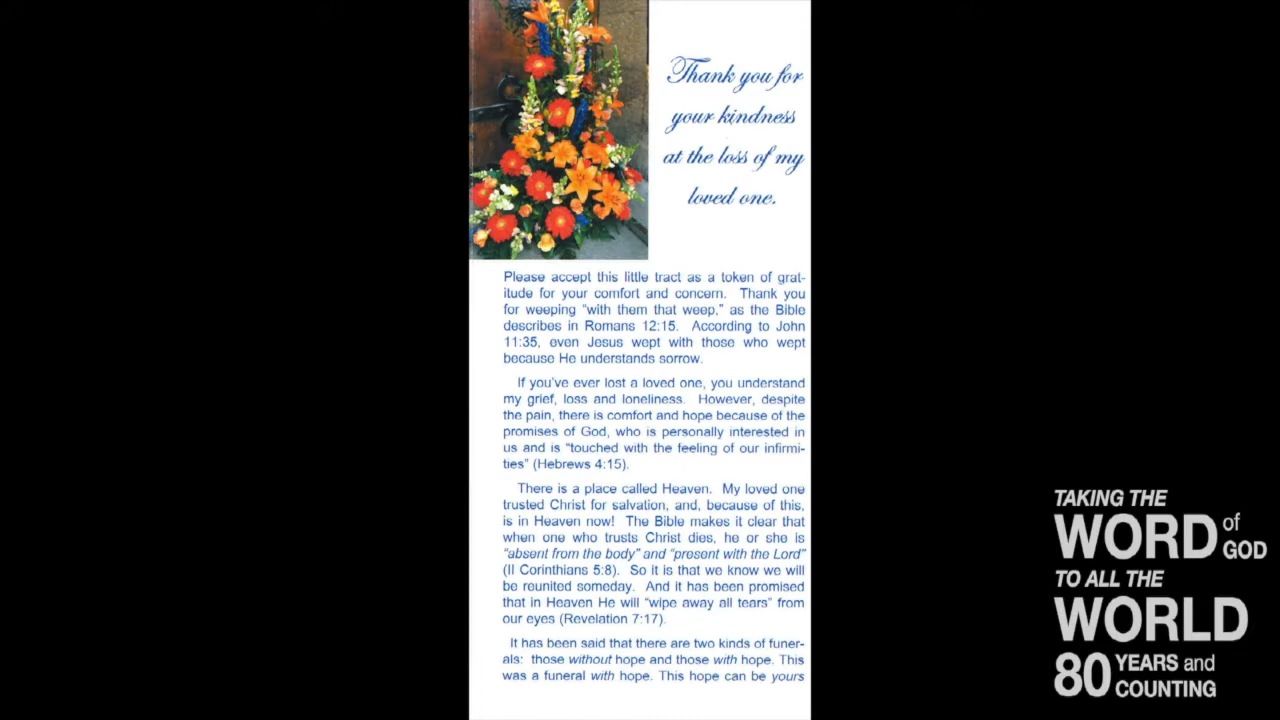 Thank you for
your kindness
at the loss of my
loved one.
Please accept this little tract as a token of grat-
itude for your comfort and concern. Thank you
for weeping “with them that weep,” as the Bible
describes in Romans 12:15. According to John
11:35, even Jesus wept with those who wept
because He understands sorrow.
If you've ever lost a loved one, you understand
my grief, loss and loneliness. However, despite
the pain, there is comfort and hope because of the
promises of God, who is personally interested in
us and is “touched with the feeling of our infirmi-
ties” (Hebrews 4:15).
There is a place called Heaven. My loved one
trusted Christ for salvation, and, because of this,
is in Heaven now! The Bible makes it clear that
when one who trusts Christ dies, he or she is
“absent from the body” and “present with the Lord”
(II Corinthians 5:8). So it is that we know we will
be reunited someday. And it has been promised
that in Heaven He will “wipe away all tears” from
our eyes (Revelation 7:17).
It has been said that there are two kinds of funer-
als: those without hope and those with hope. This
was a funeral with hope. This hope can be yours
TAKING THE
WORD of GOD
TO ALL THE
WORLD
80 YEARS and
COUNTING